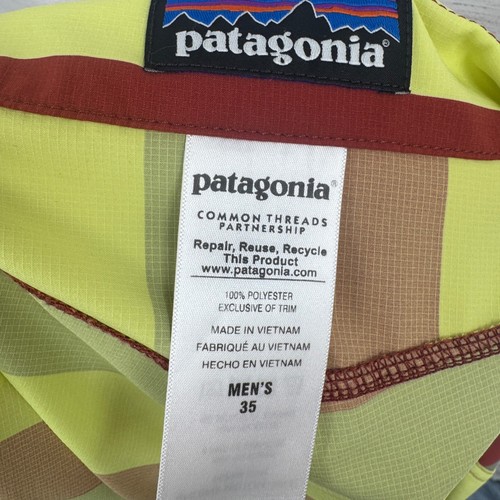 patagonia®
patagonia®
COMMON THREADS
PARTNERSHIP
Repair, Reuse, Recycle
This Product
www.patagonia.com
100% POLYESTER
EXCLUSIVE OF TRIM
MADE IN VIETNAM
FABRIQUÉ AU VIETNAM
HECHO EN VIETNAM
MEN'S
35